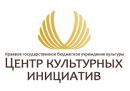 Краевое государственное бюджетное учреждение культуры
ЦЕНТР КУЛЬТУРНЫХ
ИНИЦИАТИВ